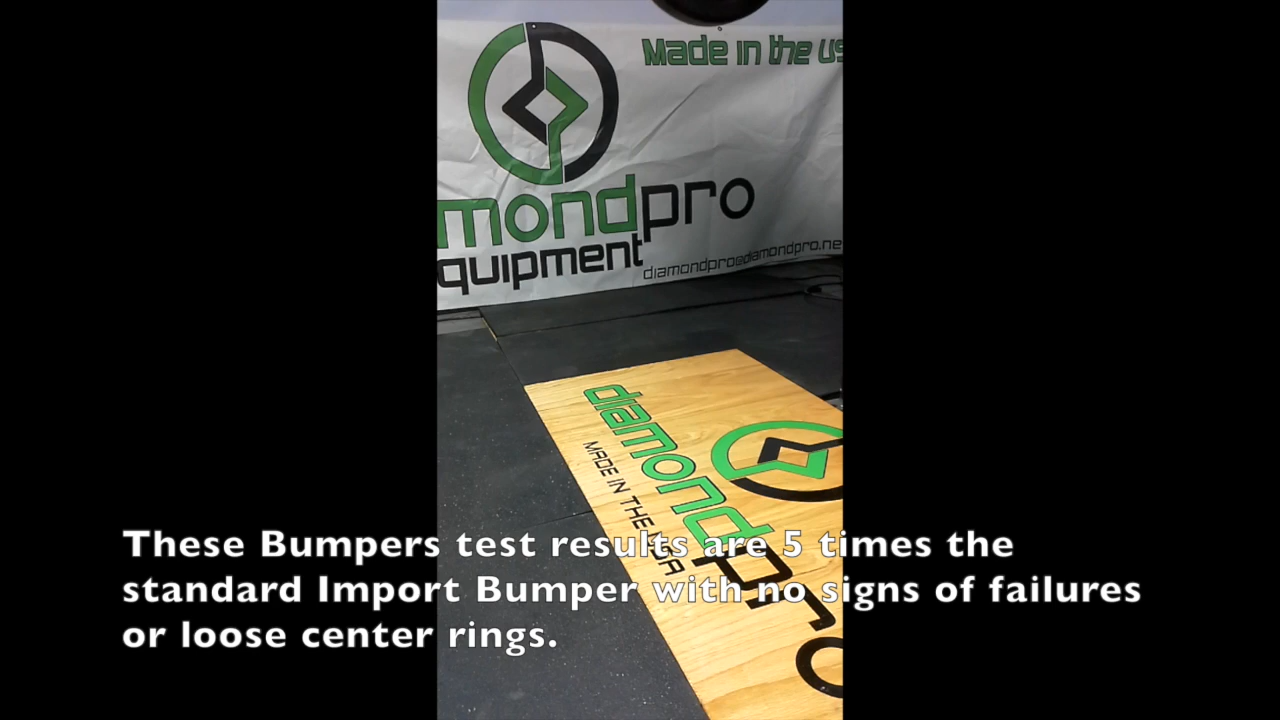 Made in the US
mondpro
quipment
diamondpro@diamondpro.ne
diamondpro
MADE IN THE USA
These Bumpers test results are 5 times the
standard Import Bumper with no signs of failures
or loose center rings.